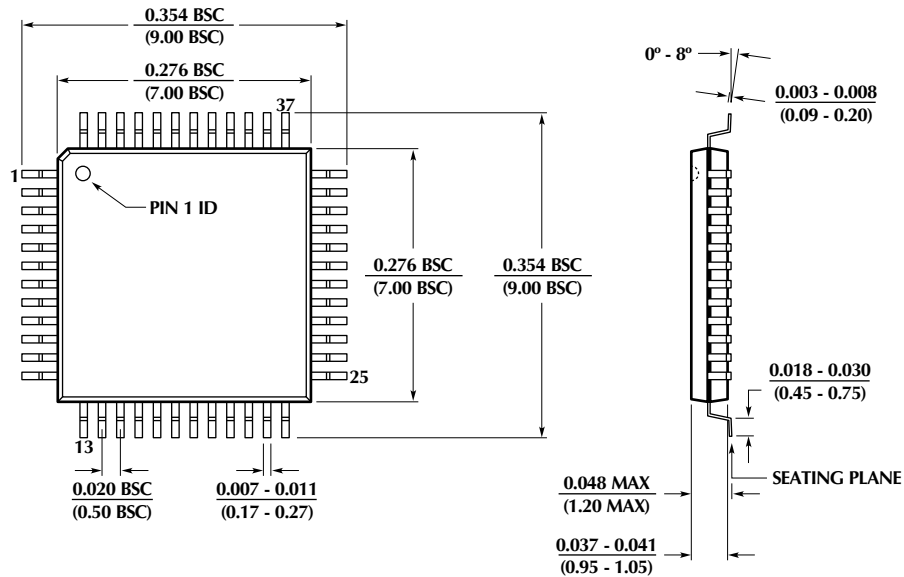 0.354 BSC
(9.00 BSC)
0.276 BSC
(7.00 BSC)
37
1
PIN 1 ID
0.276 BSC
(7.00 BSC)
0.354 BSC
(9.00 BSC)
25
13
0.020 BSC
(0.50 BSC)
0.007 - 0.011
(0.17 - 0.27)
0º - 8º
0.003 - 0.008
(0.09 - 0.20)
0.018 - 0.030
(0.45 - 0.75)
SEATING PLANE
0.048 MAX
(1.20 MAX)
0.037 - 0.041
(0.95 - 1.05)